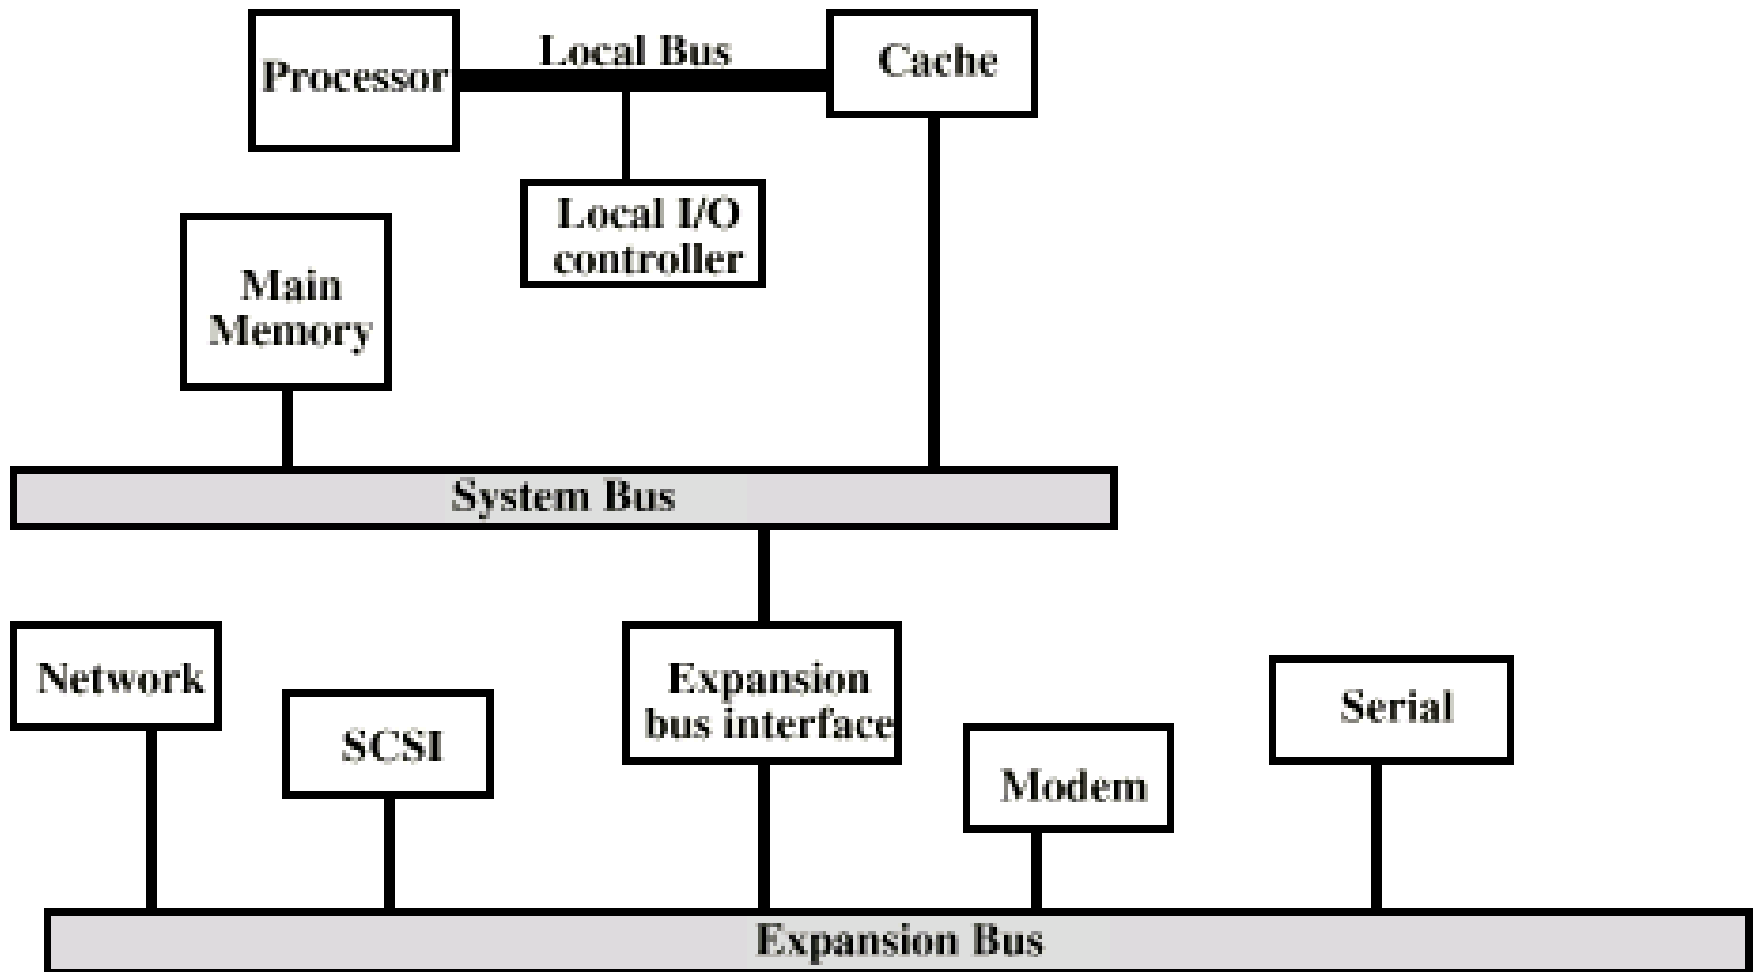 Processor
Local Bus
Cache
Local I/O
controller
Main
Memory
System Bus
Network
SCSI
Expansion
bus interface
Modem
Serial
Expansion Bus